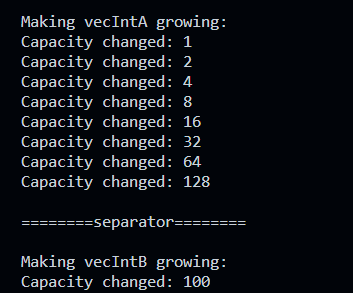 Making vecIntA growing:
Capacity changed: 1
Capacity changed: 2
Capacity changed: 4
Capacity changed: 8
Capacity changed: 16
Capacity changed: 32
Capacity changed: 64
Capacity changed: 128
========separator========
Making vecIntB growing:
Capacity changed: 100